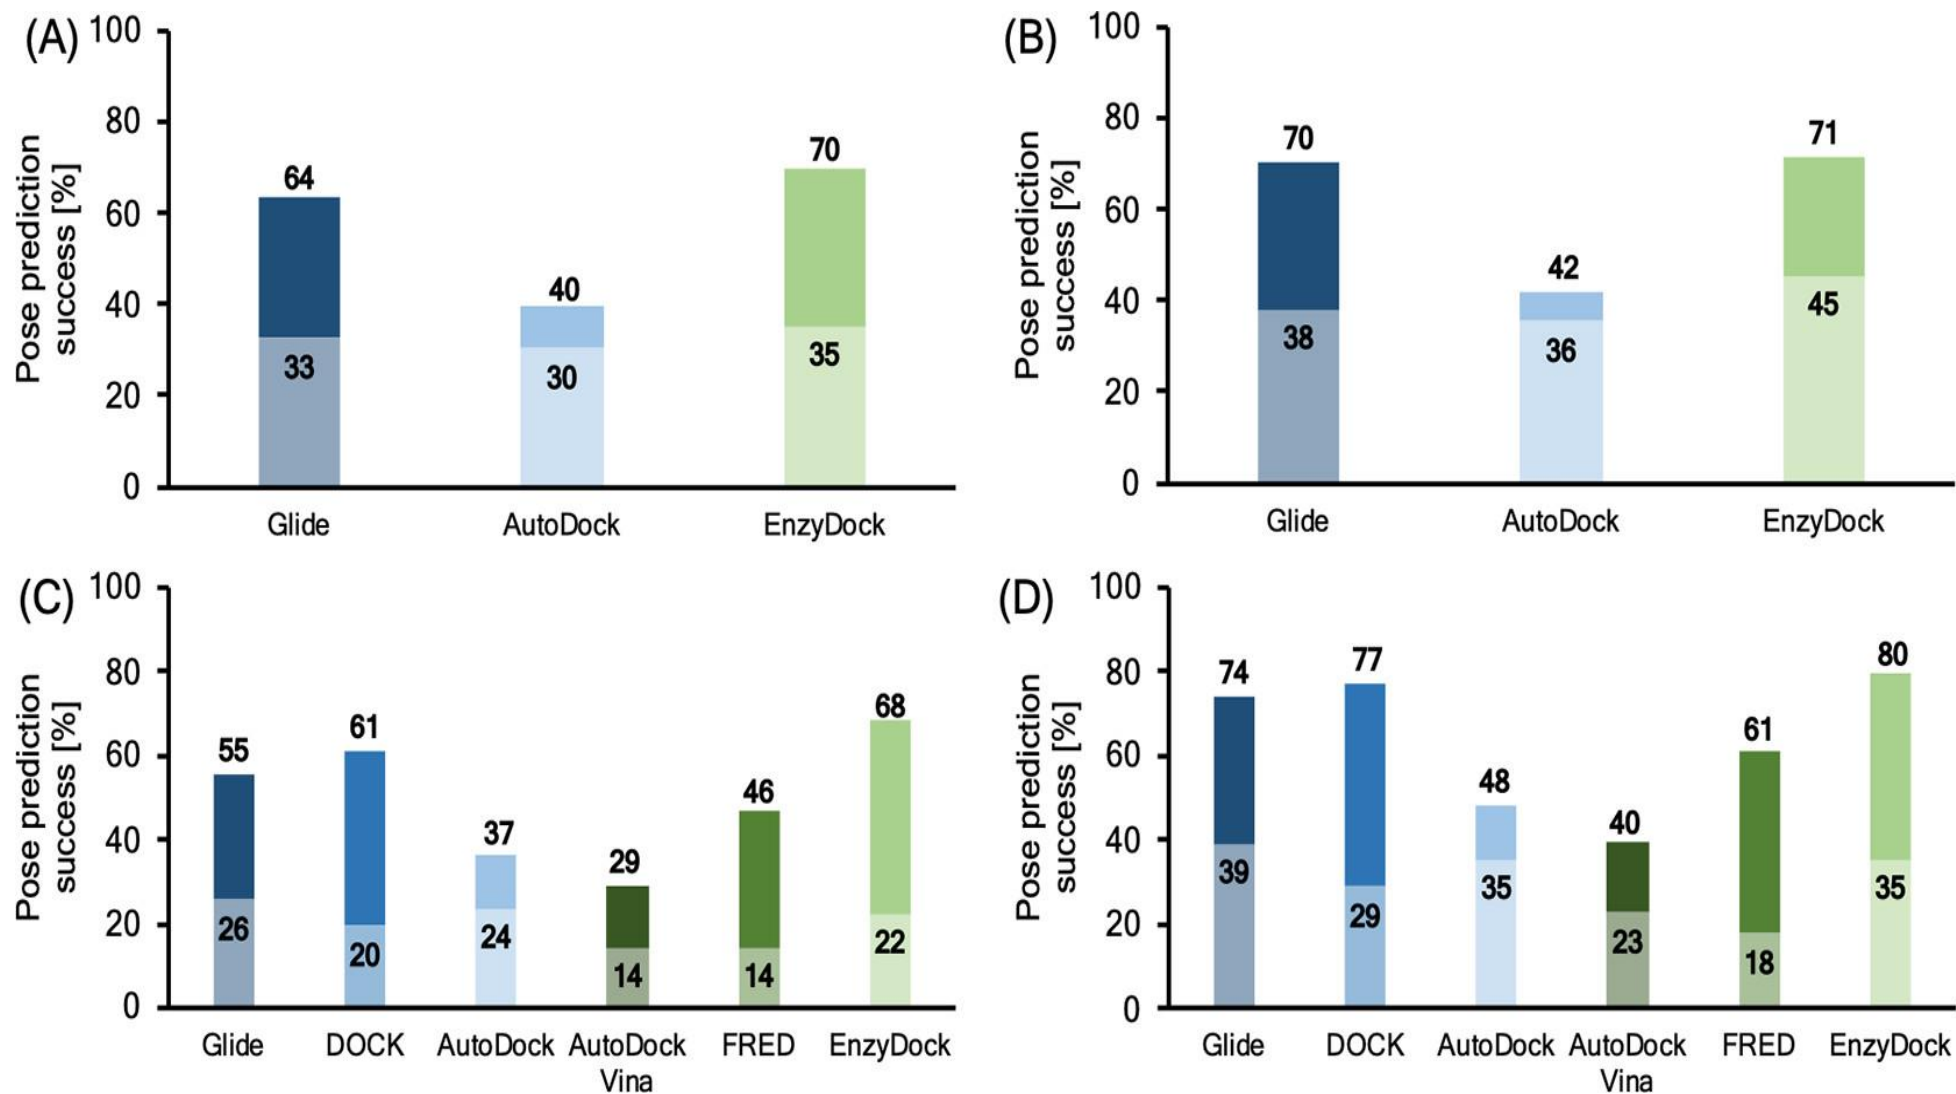 (A)
Pose prediction
success [%]
100
80
60
40
20
0
64
33
40
30
70
35
Glide
AutoDock
EnzyDock
(B)
Pose prediction
success [%]
100
80
60
40
20
0
70
38
42
36
71
45
Glide
AutoDock
EnzyDock
(C)
Pose prediction
success [%]
100
80
60
40
20
0
55
26
61
20
37
24
29
14
46
14
68
22
Glide
DOCK
AutoDock
AutoDock
Vina
FRED
EnzyDock
(D)
Pose prediction
success [%]
100
80
60
40
20
0
74
39
77
29
48
35
40
23
61
18
80
35
Glide
DOCK
AutoDock
AutoDock
Vina
FRED
EnzyDock